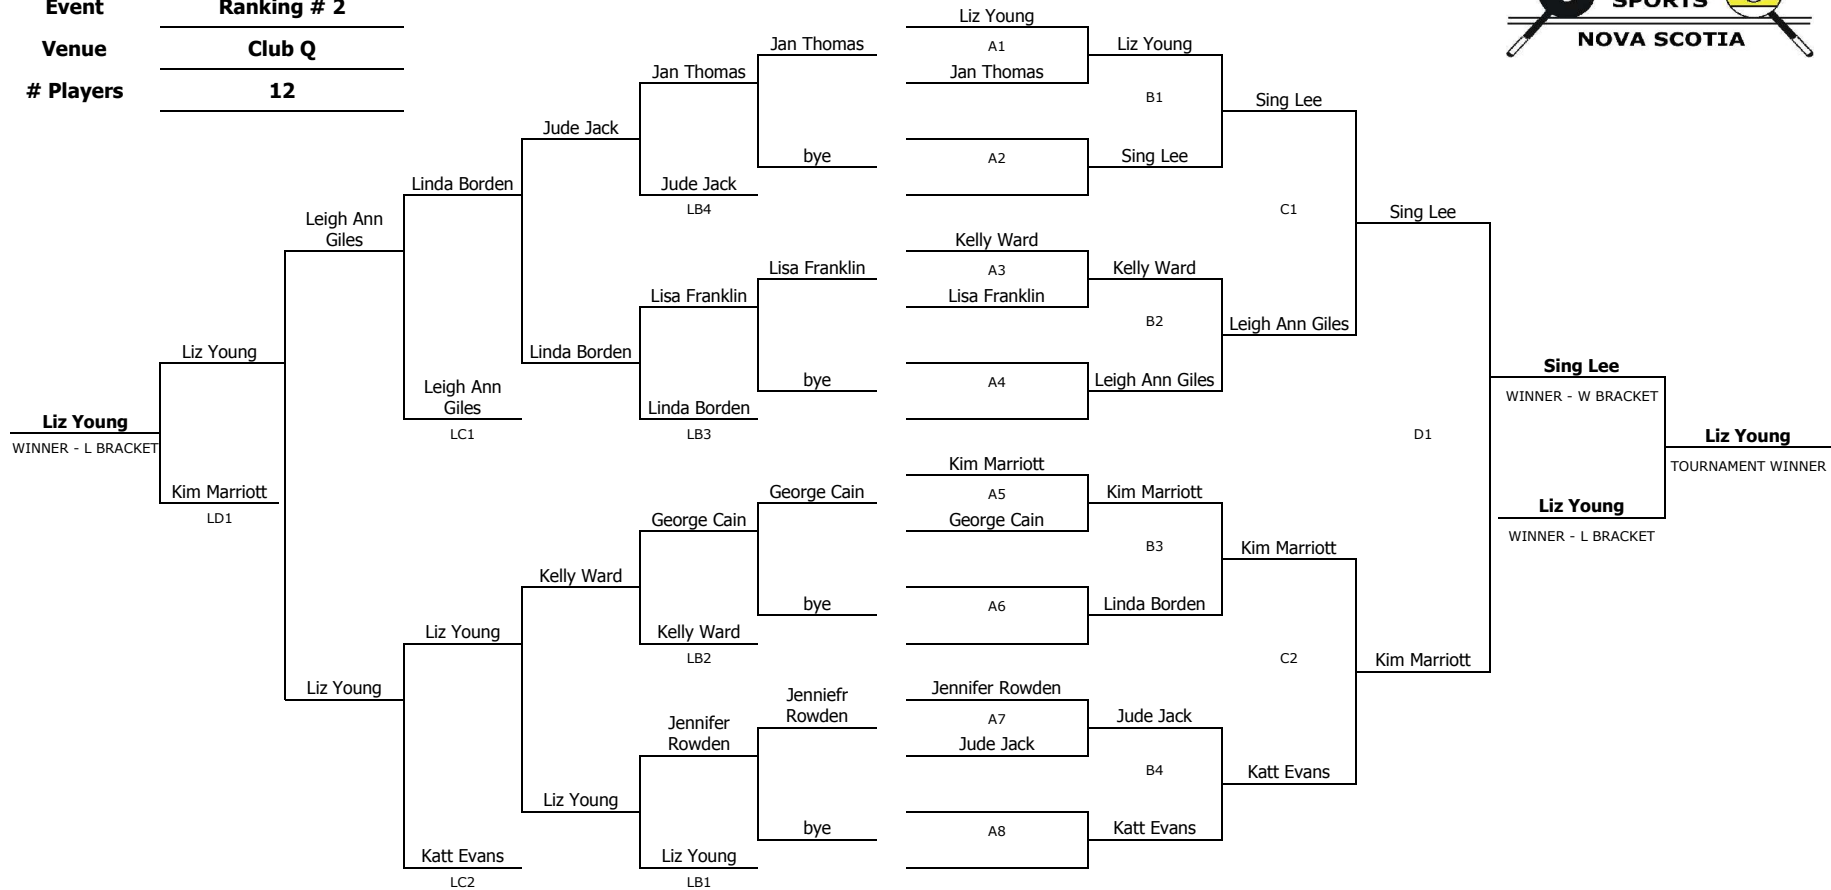 Event Ranking # 2
Venue Club Q
# Players 12
SPORTS
NOVA SCOTIA
Liz Young
Jan Thomas A1 Liz Young
Jan Thomas Jan Thomas
B1 Sing Lee
Jude Jack
bye A2 Sing Lee
Linda Borden Jude Jack
LB4 C1 Sing Lee
Leigh Ann
Giles Kelly Ward
Lisa Franklin A3 Kelly Ward
Lisa Franklin Lisa Franklin
B2 Leigh Ann Giles
Liz Young Linda Borden
Sing Lee
bye A4 Leigh Ann Giles
Leigh Ann
Giles WINNER - W BRACKET
Linda Borden
Liz Young
LC1 LB3 D1 Liz Young
WINNER - L BRACKET
Kim Marriott TOURNAMENT WINNER
Kim Marriott George Cain A5 Kim Marriott
Liz Young
LD1 George Cain George Cain
WINNER - L BRACKET
B3 Kim Marriott
Kelly Ward
bye A6 Linda Borden
Liz Young Kelly Ward
LB2 C2 Kim Marriott
Liz Young Jenniefr
Rowden Jennifer Rowden
Jennifer
Rowden A7 Jude Jack
Jude Jack
B4 Katt Evans
Liz Young
bye A8 Katt Evans
Katt Evans Liz Young
LC2 LB1